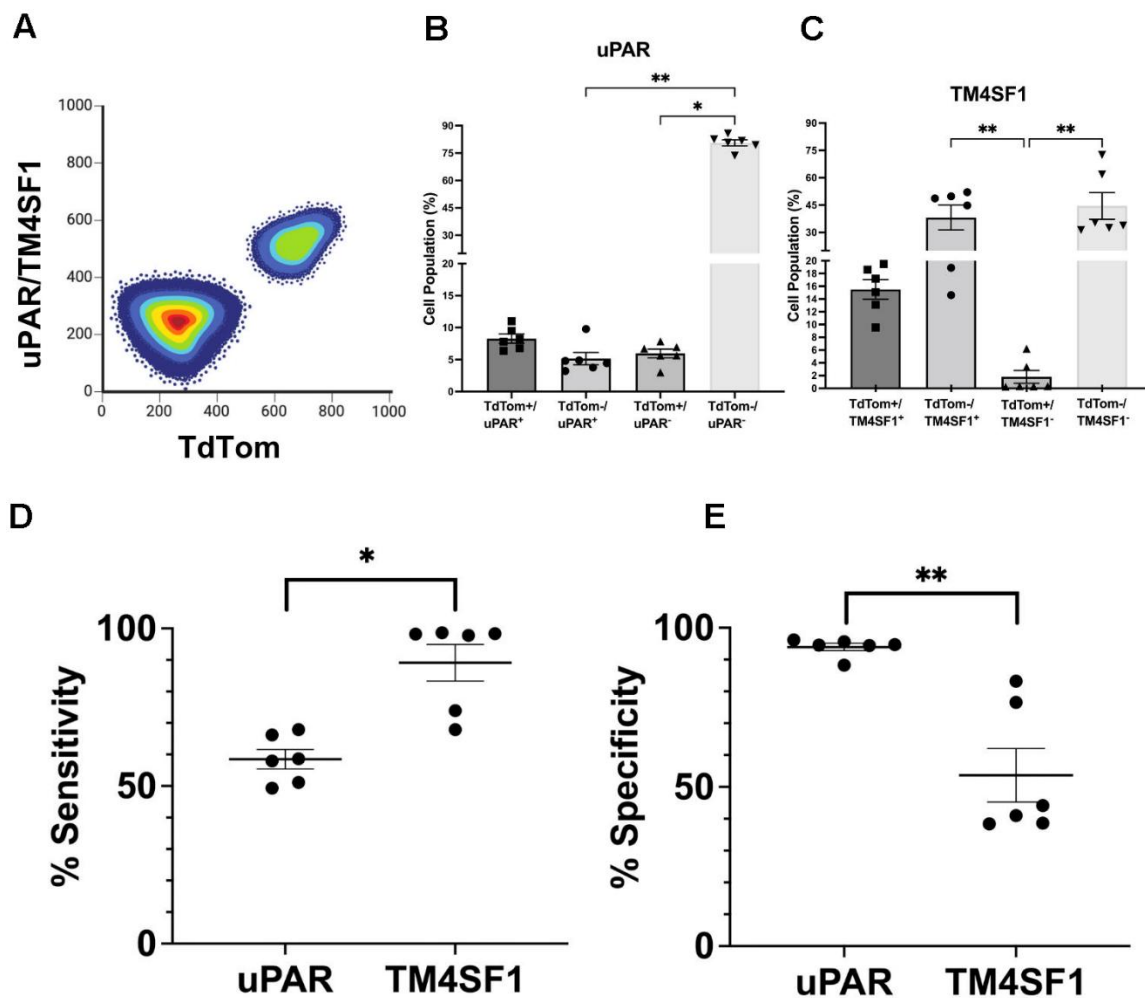 A
uPAR/TM4SF1
1000
800
600
400
200
0
0 200 400 600 800 1000
TdTom
B
uPAR
**
*
Cell Population (%)
90
75
60
45
30
20
15
10
5
0
TdTom+/ TdTom-/ TdTom+/ TdTom-/
uPAR⁺ uPAR⁺ uPAR⁻ uPAR⁻
C
TM4SF1
** **
Cell Population (%)
90
75
60
45
30
20
18
16
14
12
10
8
6
4
2
0
TdTom+/ TdTom-/ TdTom+/ TdTom-/
TM4SF1⁺ TM4SF1⁺ TM4SF1⁻ TM4SF1⁻
D
*
% Sensitivity
100
50
0
uPAR TM4SF1
E
**
% Specificity
100
50
0
uPAR TM4SF1